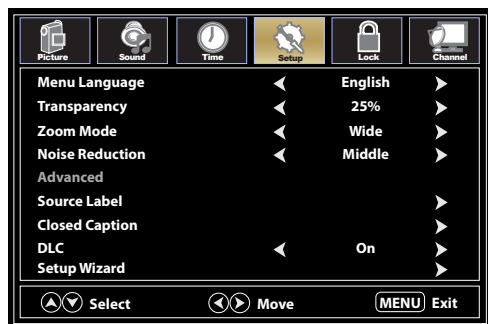 Picture Sound Time Setup Lock Channel
Menu Language English
Transparency 25%
Zoom Mode Wide
Noise Reduction Middle
Advanced
Source Label
Closed Caption
DLC On
Setup Wizard
Select Move MENU Exit